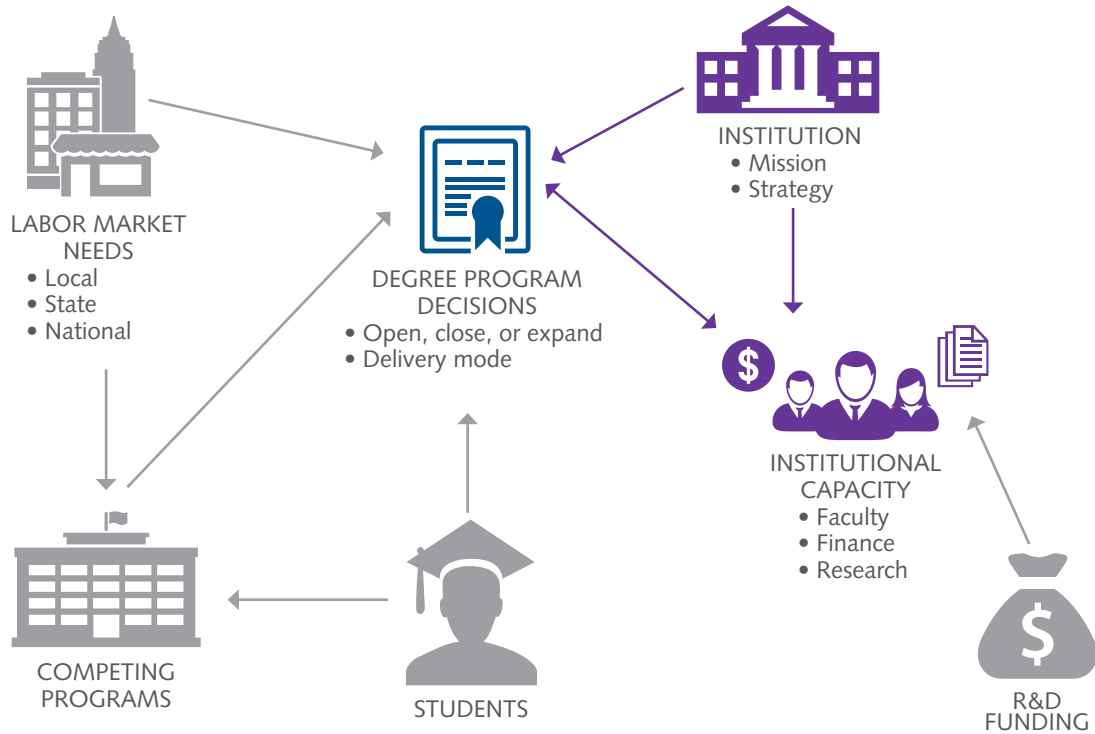 LABOR MARKET
NEEDS
• Local
• State
• National
DEGREE PROGRAM
DECISIONS
• Open, close, or expand
• Delivery mode
INSTITUTION
• Mission
• Strategy
$
INSTITUTIONAL
CAPACITY
• Faculty
• Finance
• Research
COMPETING
PROGRAMS
STUDENTS
$
R&D
FUNDING